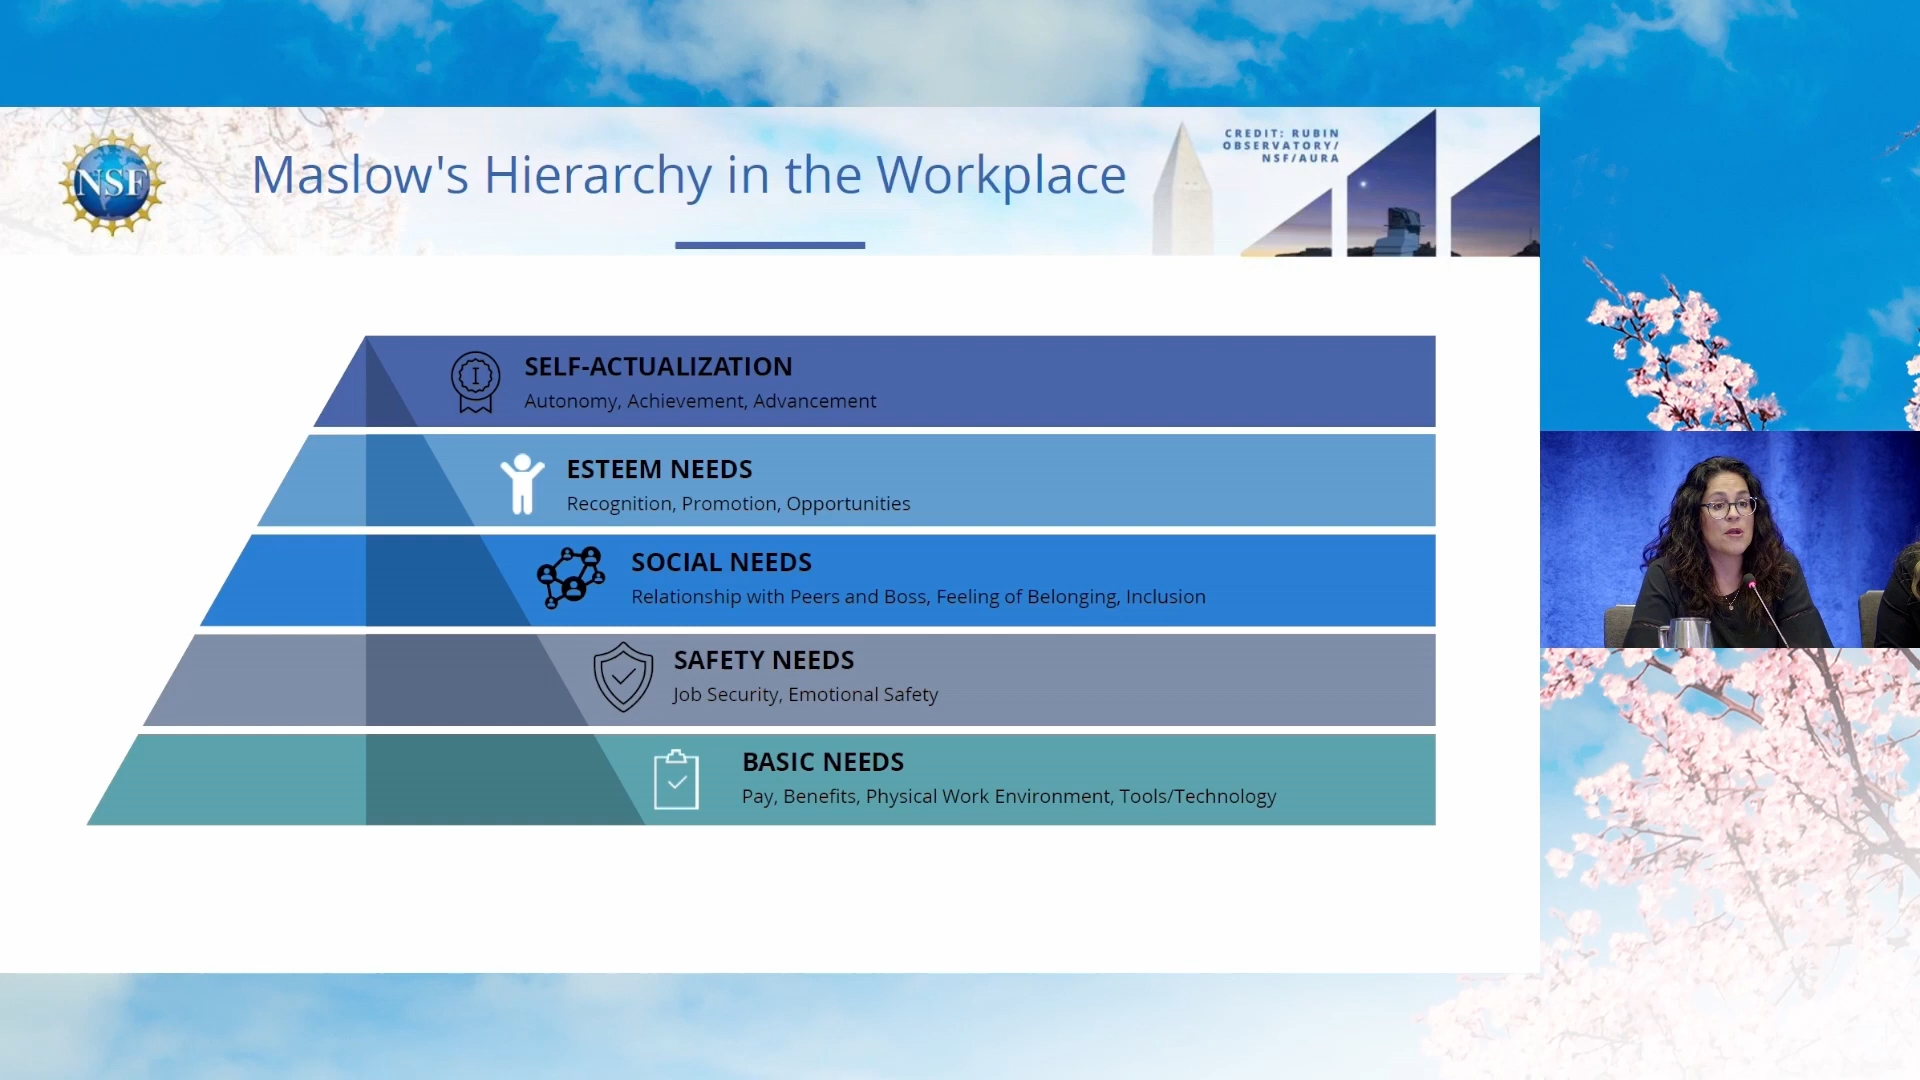 NSF
Maslow's Hierarchy in the Workplace
CREDIT: RUBIN
OBSERVATORY/
NSF/AURA
I
SELF-ACTUALIZATION
Autonomy, Achievement, Advancement
ESTEEM NEEDS
Recognition, Promotion, Opportunities
SOCIAL NEEDS
Relationship with Peers and Boss, Feeling of Belonging, Inclusion
SAFETY NEEDS
Job Security, Emotional Safety
BASIC NEEDS
Pay, Benefits, Physical Work Environment, Tools/Technology